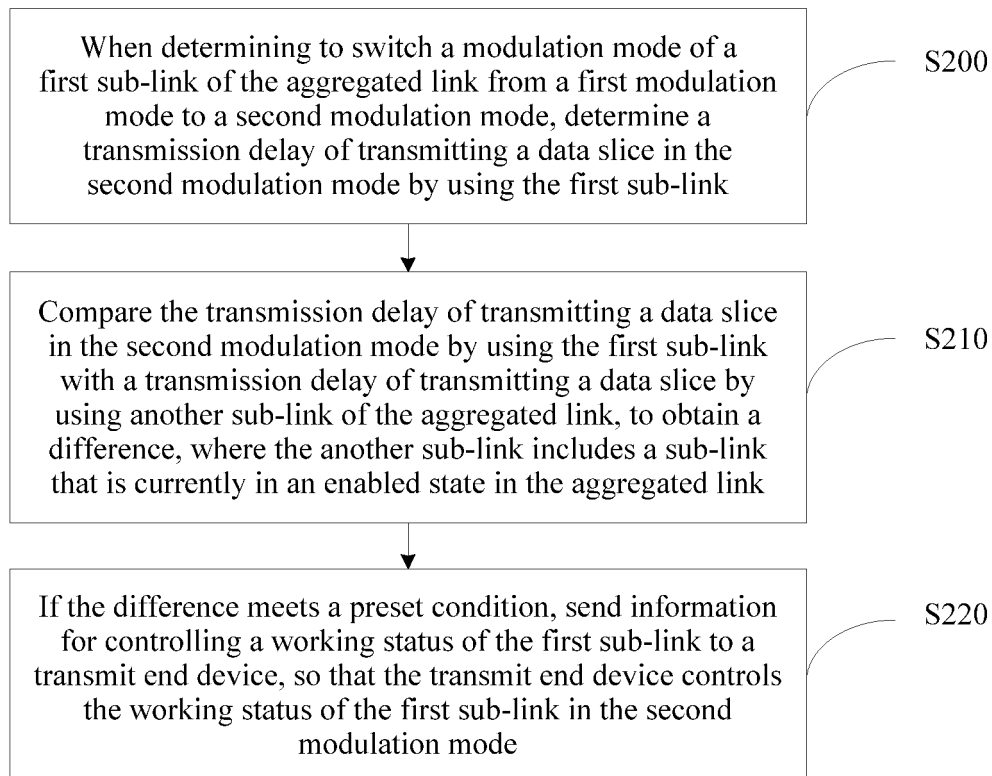 When determining to switch a modulation mode of a
first sub-link of the aggregated link from a first modulation
mode to a second modulation mode, determine a
transmission delay of transmitting a data slice in the
second modulation mode by using the first sub-link
S200
Compare the transmission delay of transmitting a data slice
in the second modulation mode by using the first sub-link
with a transmission delay of transmitting a data slice by
using another sub-link of the aggregated link, to obtain a
difference, where the another sub-link includes a sub-link
that is currently in an enabled state in the aggregated link
S210
If the difference meets a preset condition, send information
for controlling a working status of the first sub-link to a
transmit end device, so that the transmit end device controls
the working status of the first sub-link in the second
modulation mode
S220